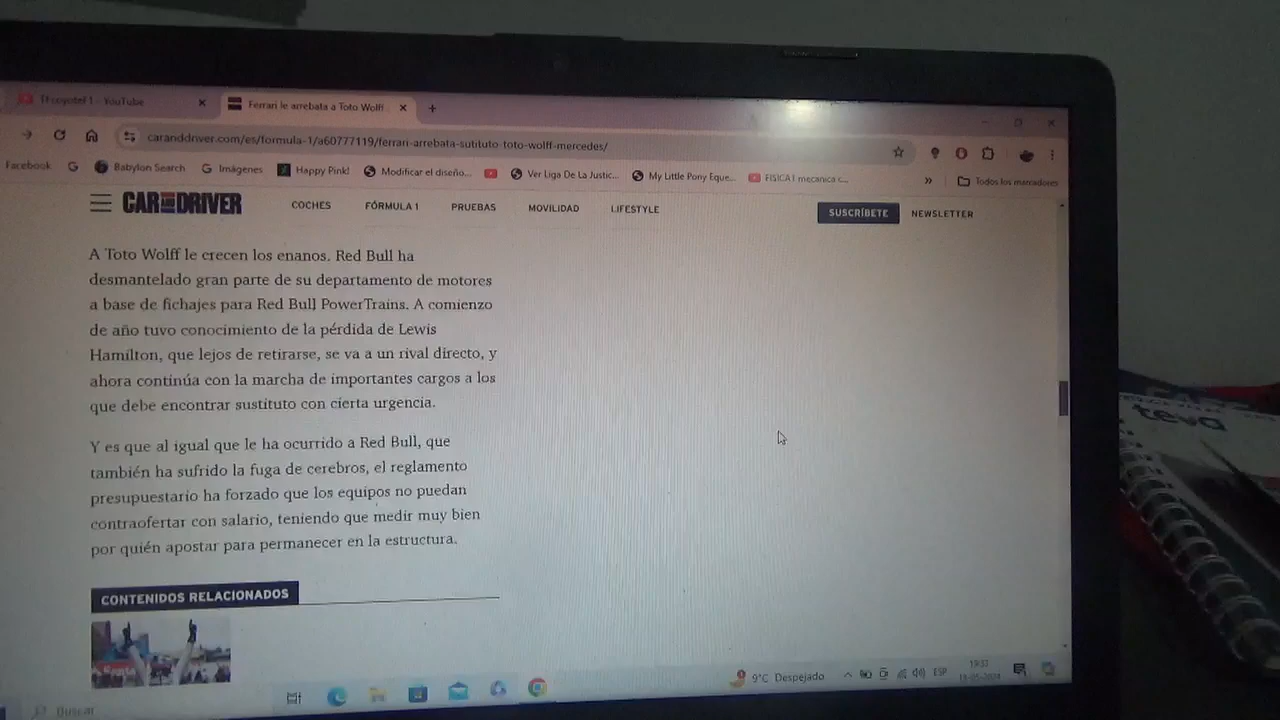 YouTube
Ferrari le arrebata a Toto Wolff
caranddriver.com/es/formula-1/a60777119/ferrari-arrebata-sutituto-toto-wolff-mercedes/
Facebook
Babylon Search
Imágenes
Happy Pink!
Modificar el diseño...
Ver Liga De La Justic...
My Little Pony Eque...
FISICA I mecanica c...
Todos los marcadores
CAR AND DRIVER
COCHES
FÓRMULA 1
PRUEBAS
MOVILIDAD
LIFESTYLE
SUSCRÍBETE
NEWSLETTER
A Toto Wolff le crecen los enanos. Red Bull ha
desmantelado gran parte de su departamento de motores
a base de fichajes para Red Bull PowerTrains. A comienzo
de año tuvo conocimiento de la pérdida de Lewis
Hamilton, que lejos de retirarse, se va a un rival directo, y
ahora continúa con la marcha de importantes cargos a los
que debe encontrar sustituto con cierta urgencia.
Y es que al igual que le ha ocurrido a Red Bull, que
también ha sufrido la fuga de cerebros, el reglamento
presupuestario ha forzado que los equipos no puedan
contraofertar con salario, teniendo que medir muy bien
por quién apostar para permanecer en la estructura.
CONTENIDOS RELACIONADOS
9°C Despejado
ESP
Buscar
teva